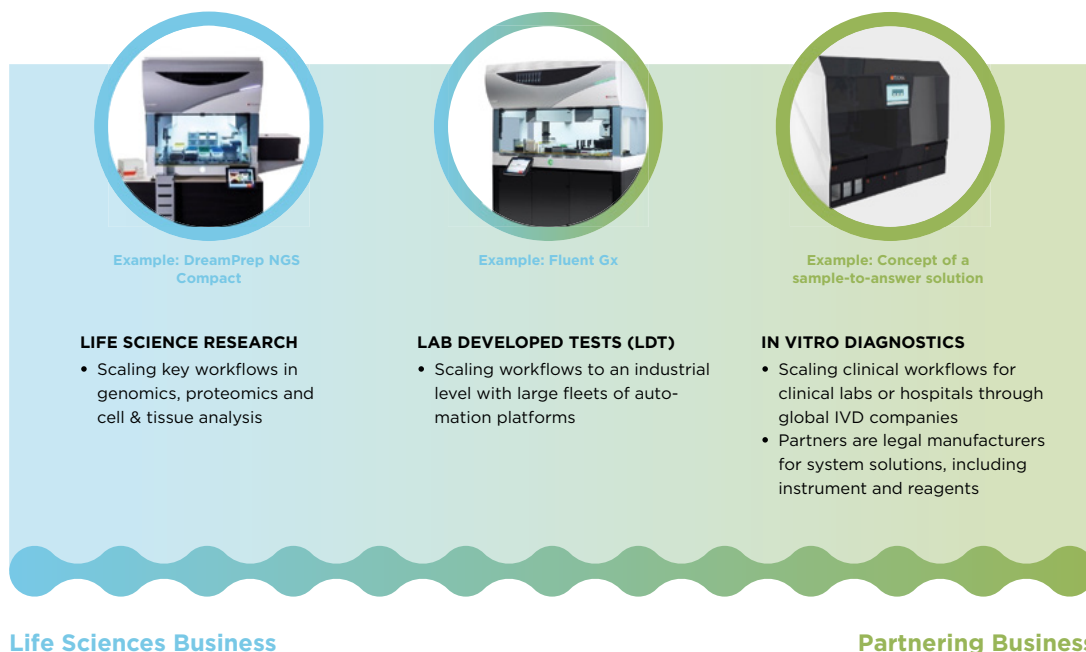 Example: DreamPrep NGS
Compact
Example: Fluent Gx
Example: Concept of a
sample-to-answer solution
LIFE SCIENCE RESEARCH
• Scaling key workflows in
genomics, proteomics and
cell & tissue analysis
LAB DEVELOPED TESTS (LDT)
• Scaling workflows to an industrial
level with large fleets of auto-
mation platforms
IN VITRO DIAGNOSTICS
• Scaling clinical workflows for
clinical labs or hospitals through
global IVD companies
• Partners are legal manufacturers
for system solutions, including
instrument and reagents
Life Sciences Business
Partnering Business